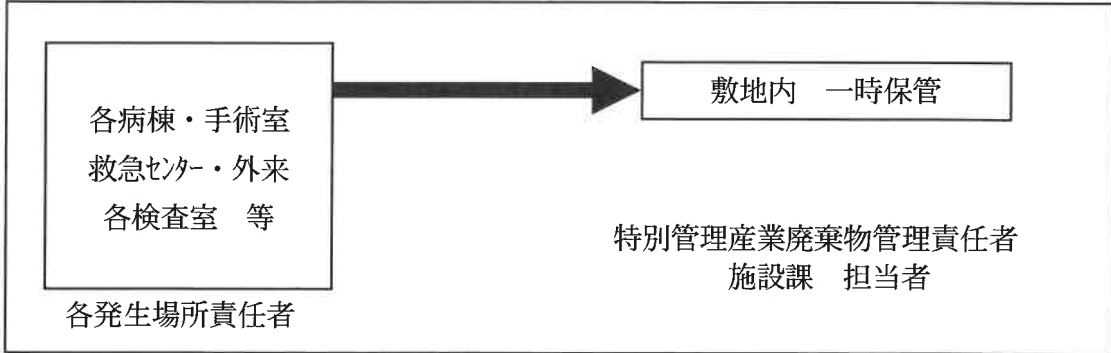 各病棟・手術室
救急ｾﾝﾀｰ・外来
各検査室　等
各発生場所責任者
敷地内　一時保管
特別管理産業廃棄物管理責任者
施設課　担当者